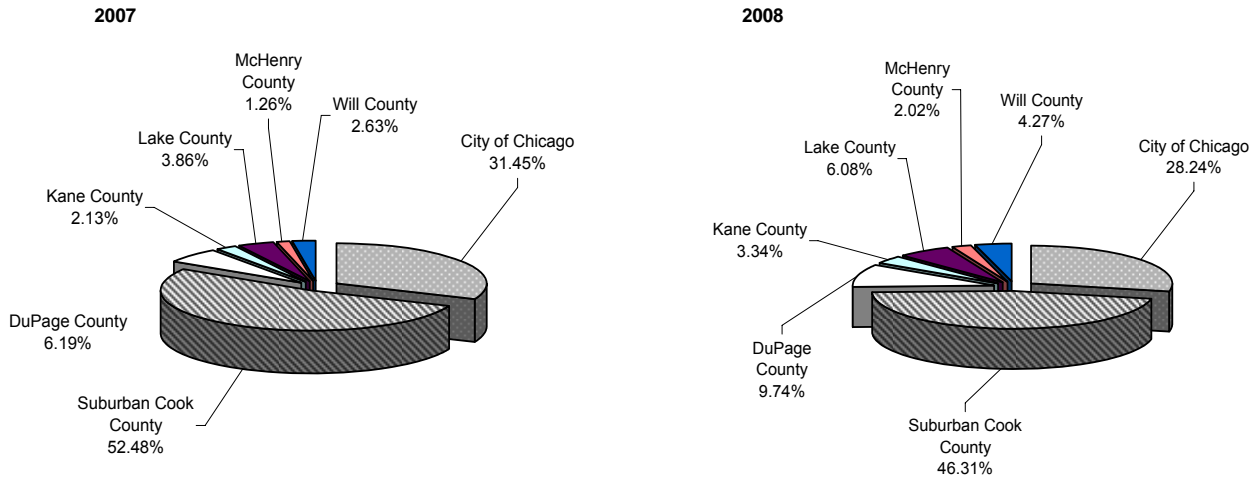 2007
McHenry
County
1.26%
Will County
2.63%
City of Chicago
31.45%
Lake County
3.86%
Kane County
2.13%
DuPage County
6.19%
Suburban Cook
County
52.48%
2008
McHenry
County
2.02%
Will County
4.27%
City of Chicago
28.24%
Lake County
6.08%
Kane County
3.34%
DuPage
County
9.74%
Suburban Cook
County
46.31%